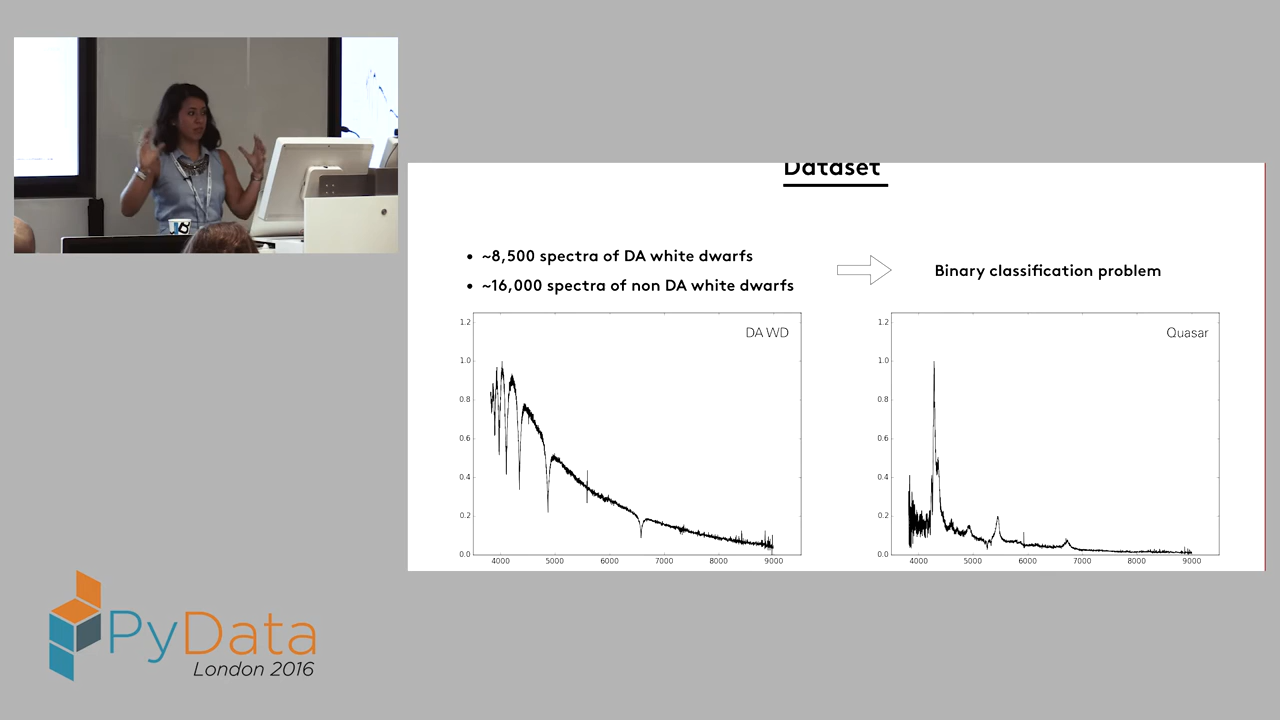 Dataset
• ~8,500 spectra of DA white dwarfs
• ~16,000 spectra of non DA white dwarfs
Binary classification problem
DA WD
1.2
1.0
0.8
0.6
0.4
0.2
0.0
4000 5000 6000 7000 8000 9000
Quasar
1.2
1.0
0.8
0.6
0.4
0.2
0.0
4000 5000 6000 7000 8000 9000
PyData
London 2016